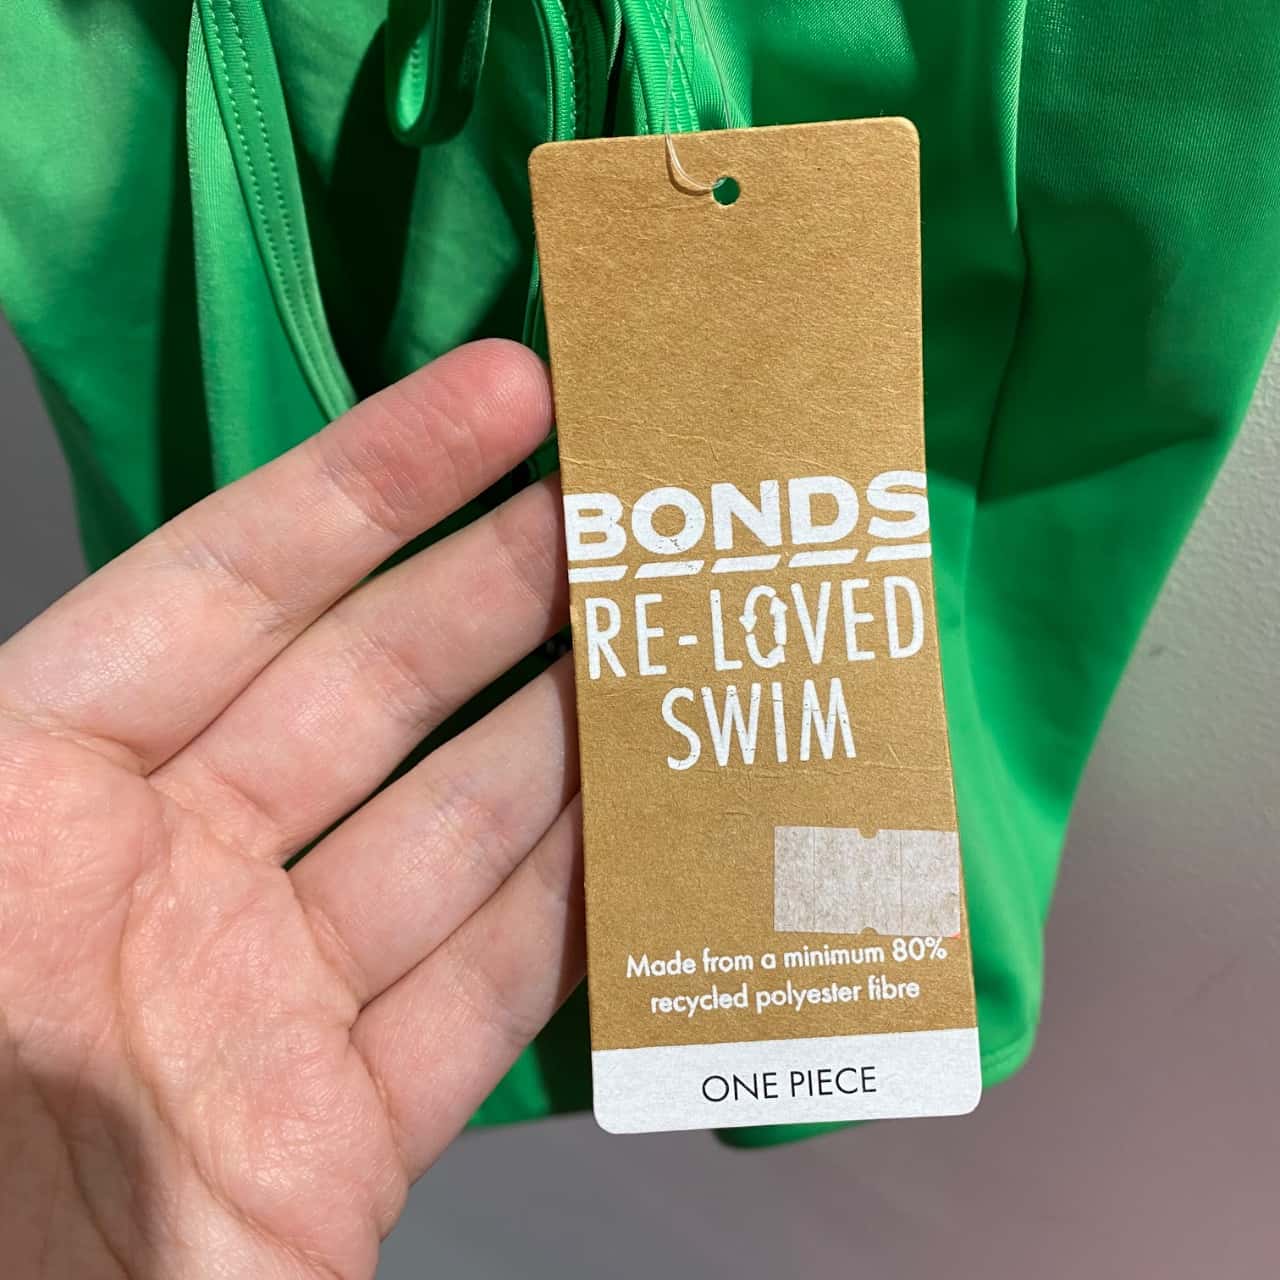 BONDS
RE-LOVED
SWIM
Made from a minimum 80%
recycled polyester fibre
ONE PIECE